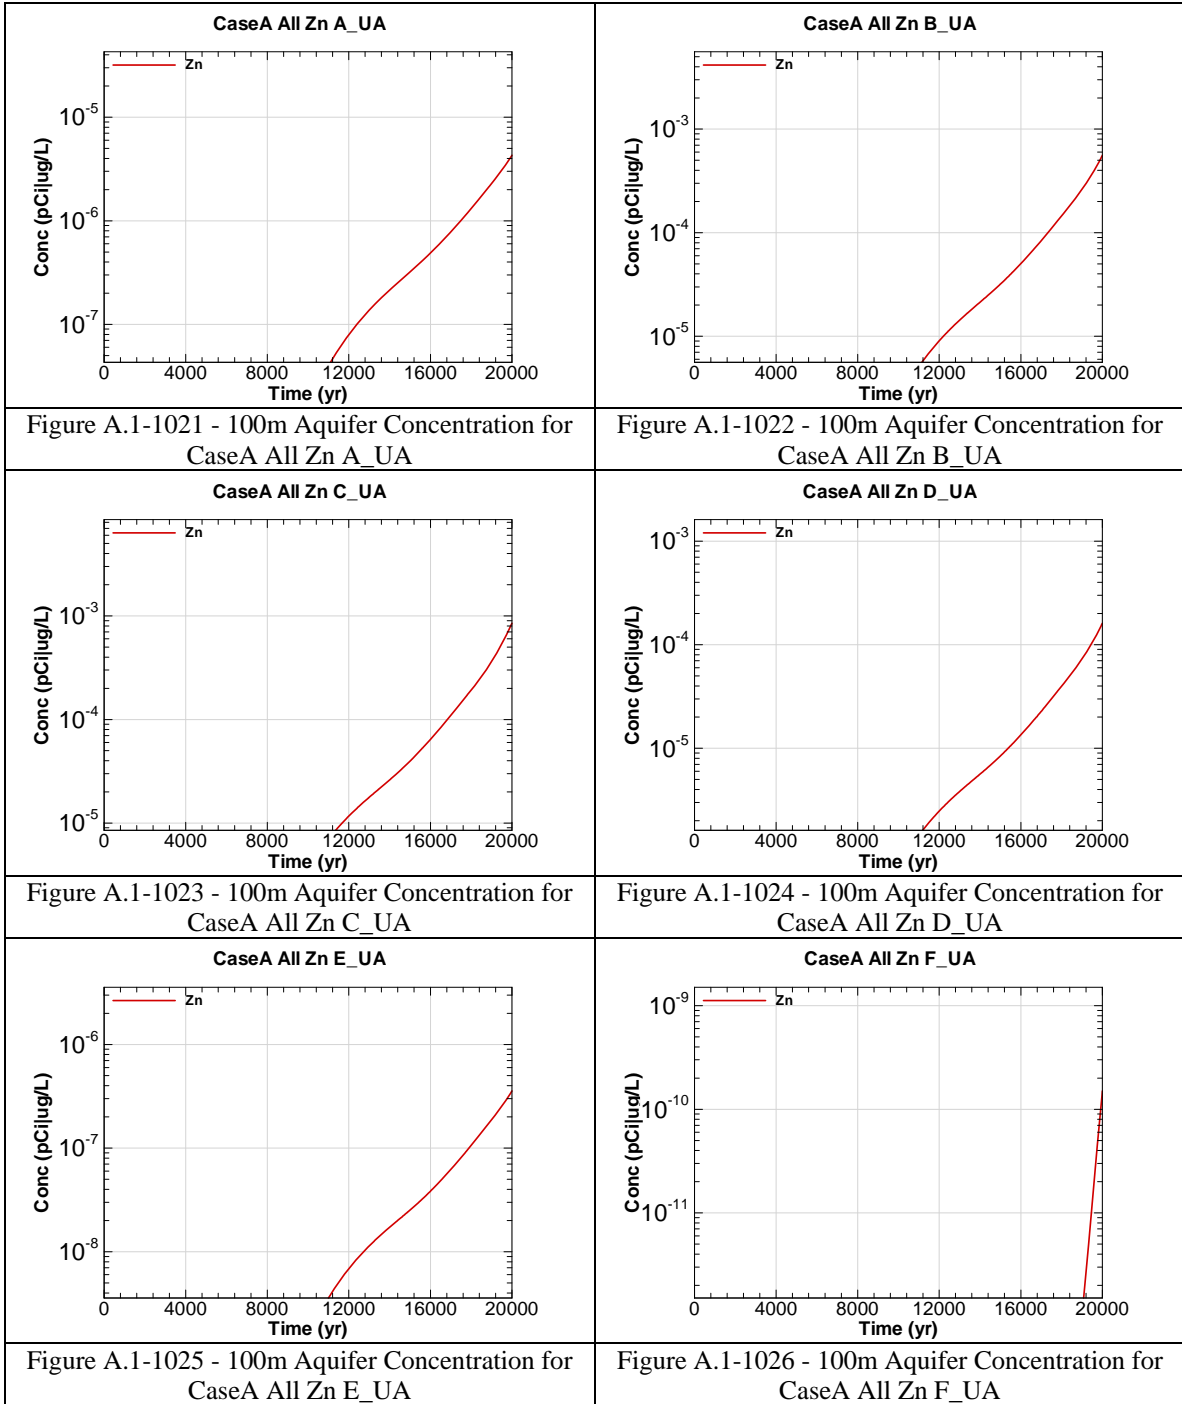 CaseA All Zn A_UA
Zn
Conc (pCi|ug/L)
10^-5
10^-6
10^-7
0 4000 8000 12000 16000 20000
Time (yr)
Figure A.1-1021 - 100m Aquifer Concentration for
CaseA All Zn A_UA
CaseA All Zn B_UA
Zn
Conc (pCi|ug/L)
10^-3
10^-4
10^-5
0 4000 8000 12000 16000 20000
Time (yr)
Figure A.1-1022 - 100m Aquifer Concentration for
CaseA All Zn B_UA
CaseA All Zn C_UA
Zn
Conc (pCi|ug/L)
10^-3
10^-4
10^-5
0 4000 8000 12000 16000 20000
Time (yr)
Figure A.1-1023 - 100m Aquifer Concentration for
CaseA All Zn C_UA
CaseA All Zn D_UA
Zn
Conc (pCi|ug/L)
10^-3
10^-4
10^-5
0 4000 8000 12000 16000 20000
Time (yr)
Figure A.1-1024 - 100m Aquifer Concentration for
CaseA All Zn D_UA
CaseA All Zn E_UA
Zn
Conc (pCi|ug/L)
10^-6
10^-7
10^-8
0 4000 8000 12000 16000 20000
Time (yr)
Figure A.1-1025 - 100m Aquifer Concentration for
CaseA All Zn E_UA
CaseA All Zn F_UA
Zn
Conc (pCi|ug/L)
10^-9
10^-10
10^-11
0 4000 8000 12000 16000 20000
Time (yr)
Figure A.1-1026 - 100m Aquifer Concentration for
CaseA All Zn F_UA